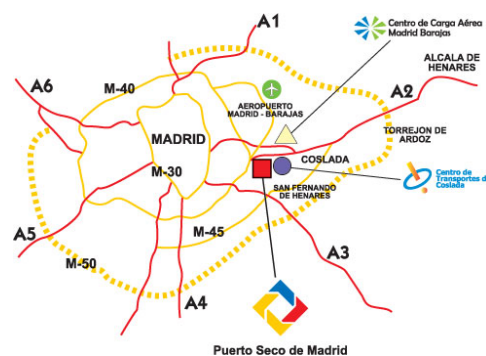 Centro de Carga Aérea
Madrid Barajas
A1
ALCALA DE
HENARES
A6
M-40
A2
AEROPUERTO
MADRID - BARAJAS
MADRID
TORREJON DE
ARDOZ
COSLADA
M-30
Centro de
Transportes d
Coslada
SAN FERNANDO
DE HENARES
A5
M-45
A3
M-50
A4
Puerto Seco de Madrid